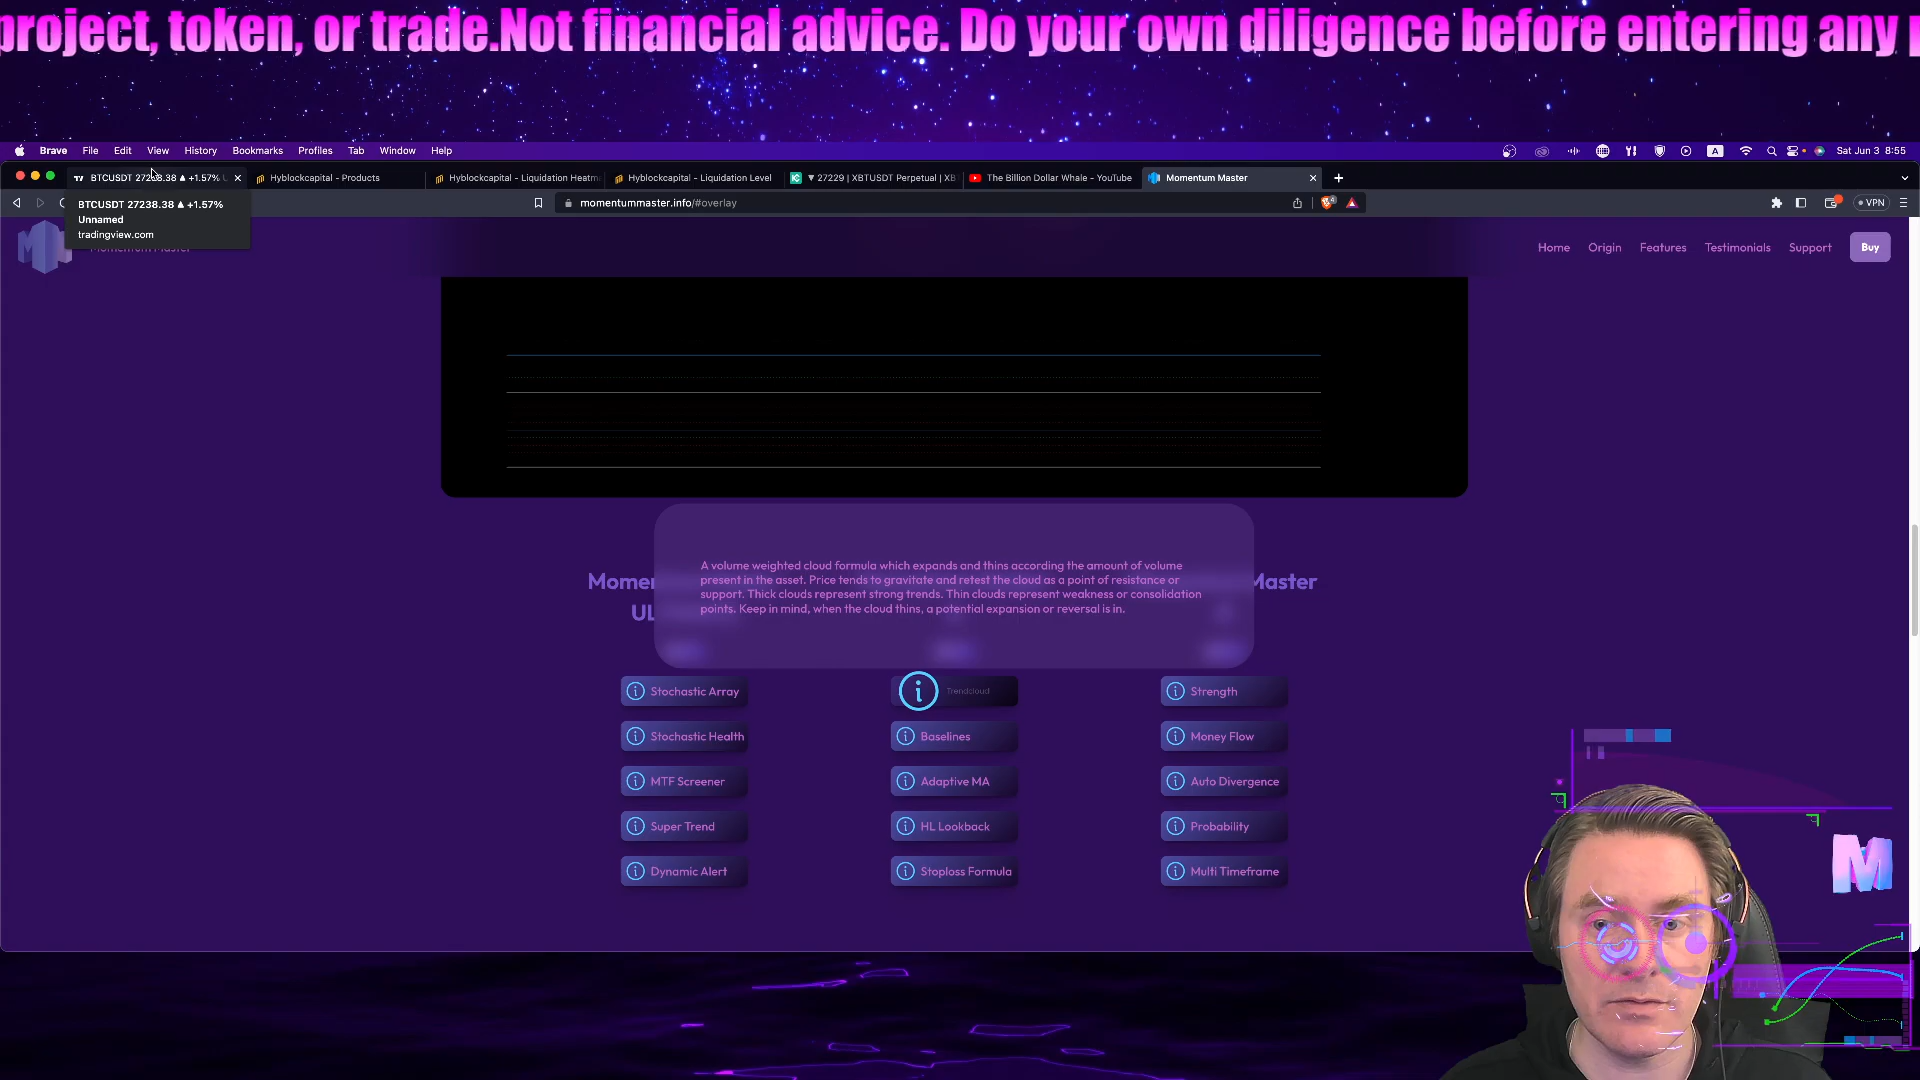 project, token, or trade.Not financial advice. Do your own diligence before entering any
Brave File Edit View History Bookmarks Profiles Tab Window Help
A
Sat Jun 3 8:55
BTCUSDT 27238.38 ▲ +1.57%
Hyblockcapital - Products
Hyblockcapital - Liquidation Heatm
Hyblockcapital - Liquidation Level
▼ 27229 | XBTUSDT Perpetual | XB
The Billion Dollar Whale - YouTube
Momentum Master
momentummaster.info/#overlay
VPN
BTCUSDT 27238.38 ▲ +1.57%
Unnamed
tradingview.com
Momentum Master
Home Origin Features Testimonials Support Buy
A volume weighted cloud formula which expands and thins according the amount of volume
present in the asset. Price tends to gravitate and retest the cloud as a point of resistance or
support. Thick clouds represent strong trends. Thin clouds represent weakness or consolidation
points. Keep in mind, when the cloud thins, a potential expansion or reversal is in.
Master
Stochastic Array
Trendcloud
Strength
Stochastic Health
Baselines
Money Flow
MTF Screener
Adaptive MA
Auto Divergence
Super Trend
HL Lookback
Probability
Dynamic Alert
Stoploss Formula
Multi Timeframe
M